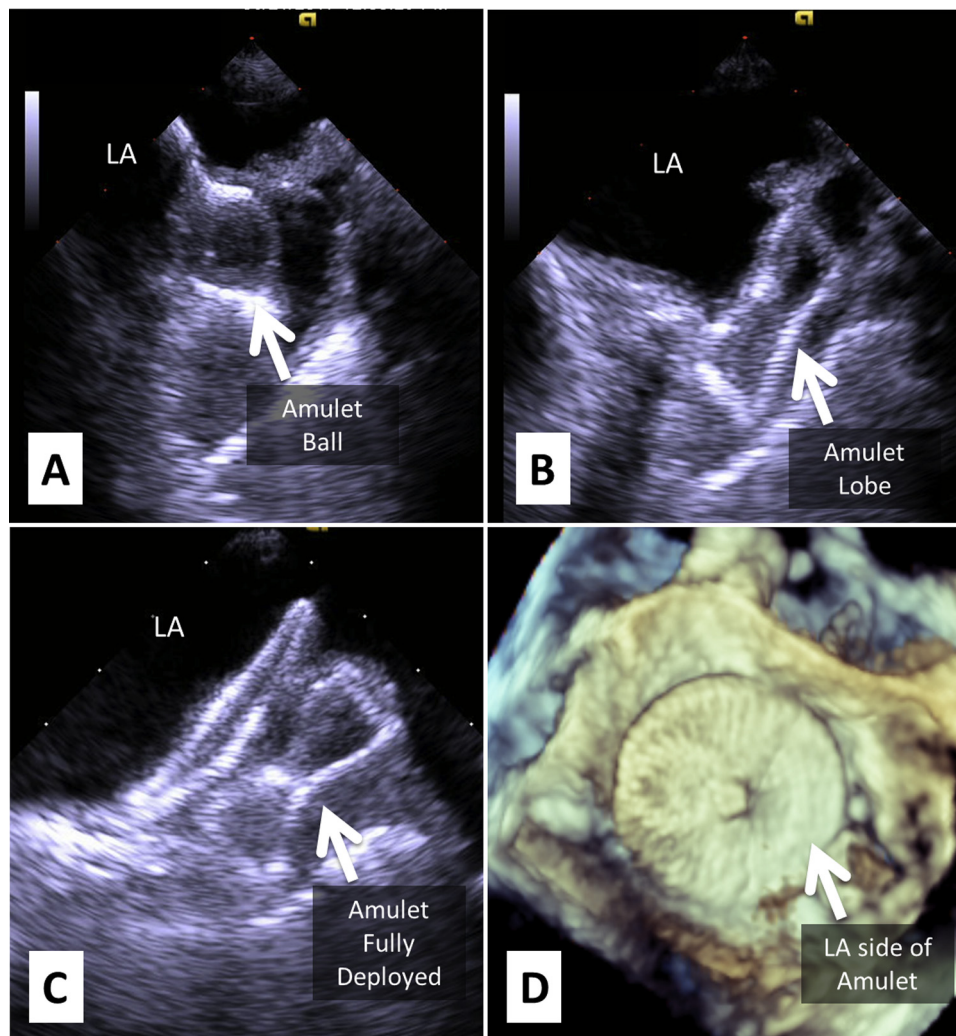 LA
Amulet
Ball
A
LA
Amulet
Lobe
B
LA
Amulet
Fully
Deployed
C
LA side of
Amulet
D